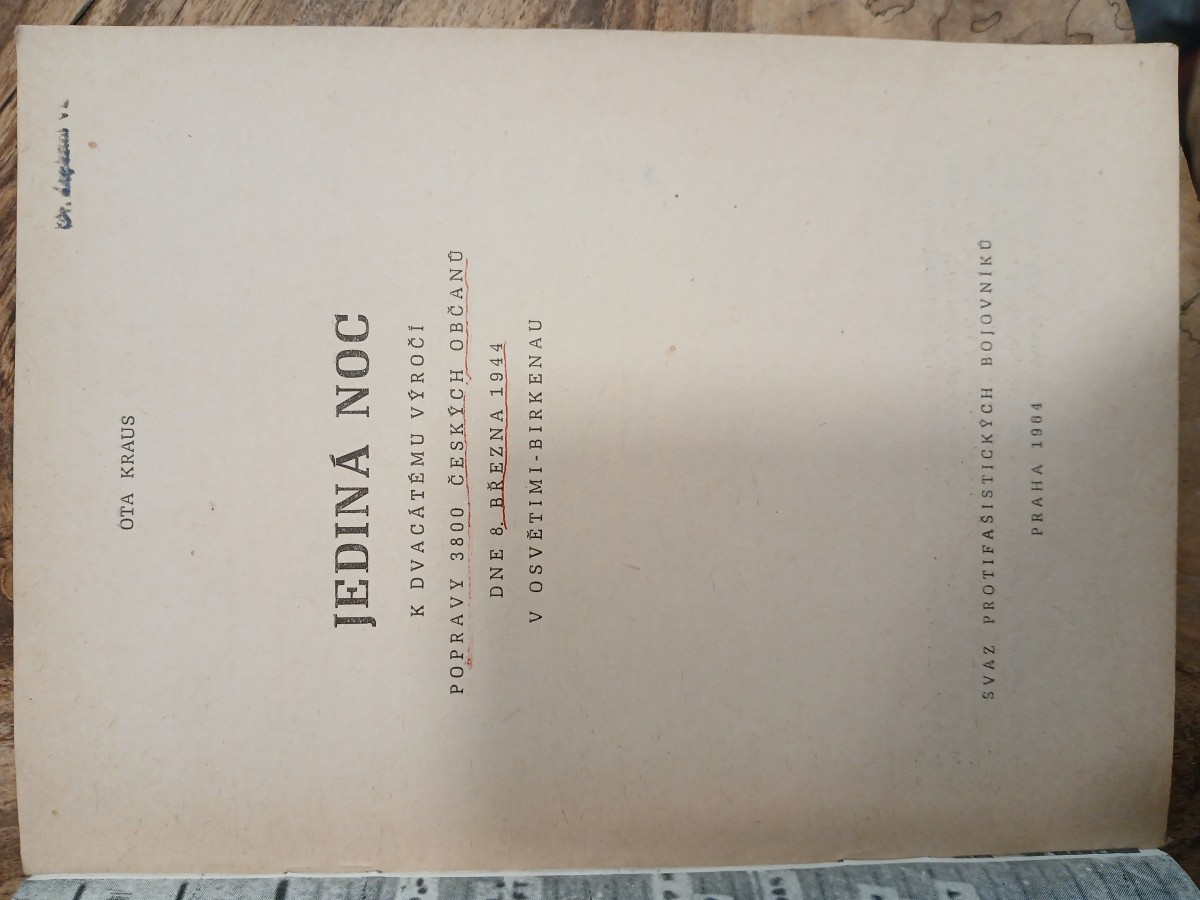 OTA KRAUS
JEDINÁ NOC
K DVACÁTÉMU VÝROČÍ
POPRAVY 3800 ČESKÝCH OBČANŮ
DNE 8. BŘEZNA 1944
V OSVĚTIMI-BIRKENAU
SVAZ PROTIFAŠISTICKÝCH BOJOVNÍKŮ
PRAHA 1964